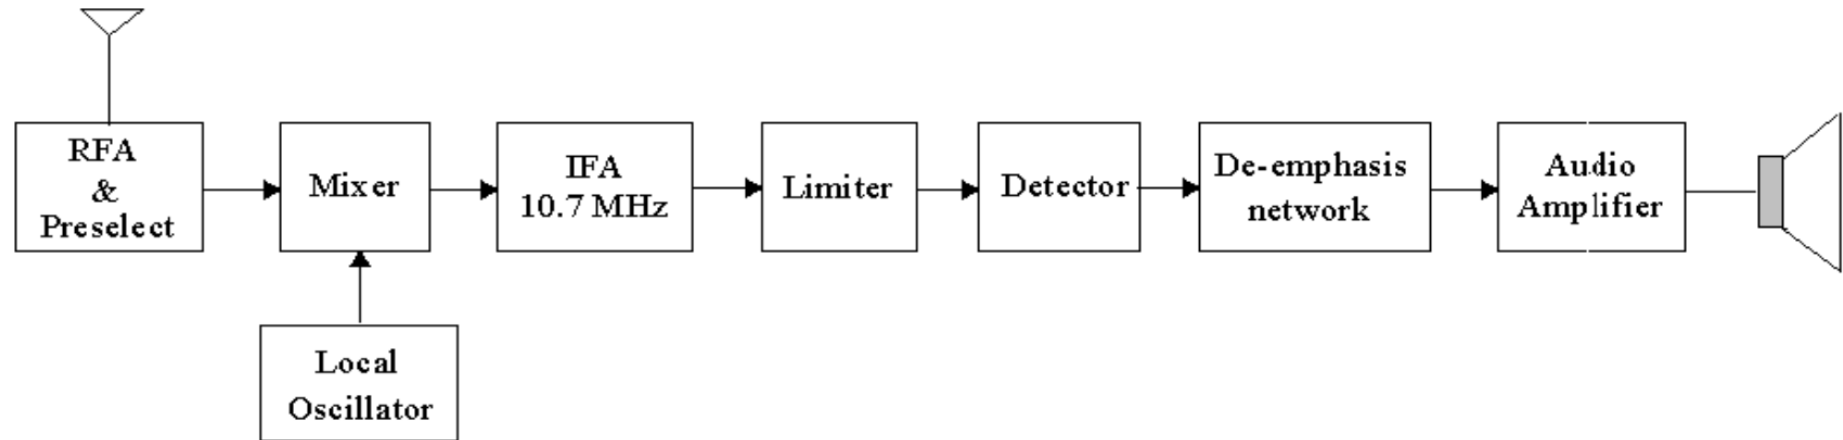 RFA
&
Preselect
Mixer
IFA
10.7 MHz
Limiter
Detector
De-emphasis
network
Audio
Amplifier
Local
Oscillator